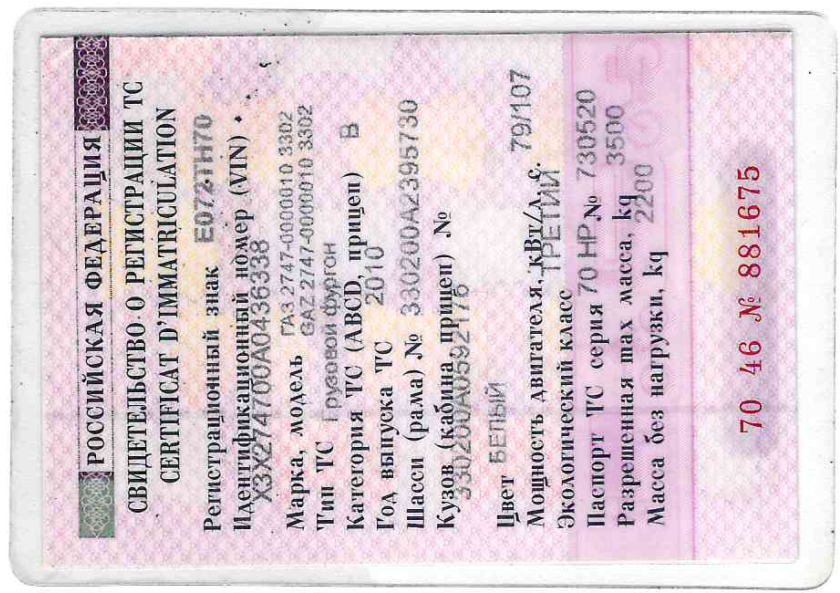 РОССИЙСКАЯ ФЕДЕРАЦИЯ
СВИДЕТЕЛЬСТВО О РЕГИСТРАЦИИ ТС
CERTIFICAT D'IMMATRICULATION
Регистрационный знак Е072ТН70
Идентификационный номер (VIN)
X3X274700A0436338
Марка, модель ГАЗ 2747-0000010 3302
GAZ 2747-0000010 3302
Тип ТС Грузовой фургон
Категория ТС (ABCD, прицеп) B
Год выпуска ТС 2010
Шасси (рама) № 330200A2395730
Кузов (кабина, прицеп) №
330200A0592176
Цвет БЕЛЫЙ
Мощность двигателя, кВт/л.с. 79/107
Экологический класс ТРЕТИЙ
Паспорт ТС серия 70 НР № 730520
Разрешенная max масса, kg 3500
Масса без нагрузки, kg 2200
70 46 № 881675